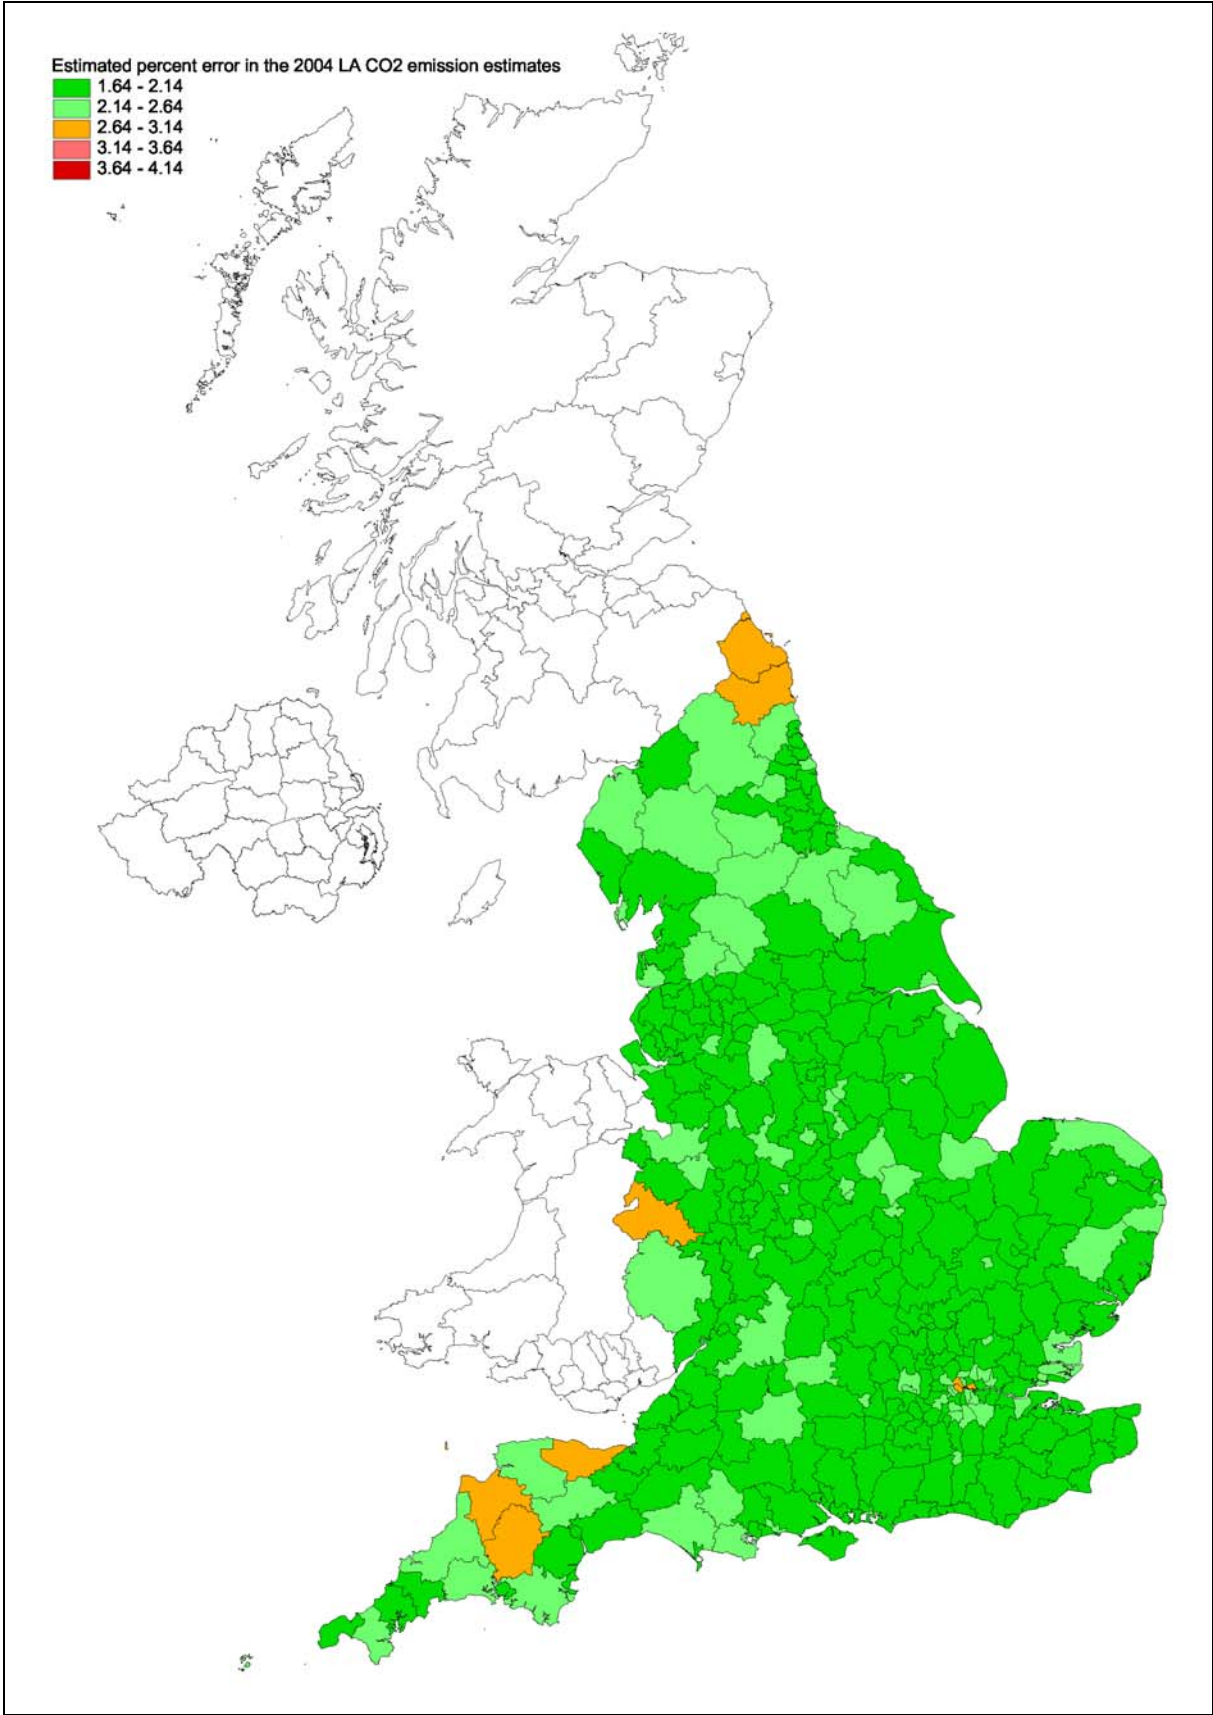 Estimated percent error in the 2004 LA CO2 emission estimates
1.64 - 2.14
2.14 - 2.64
2.64 - 3.14
3.14 - 3.64
3.64 - 4.14